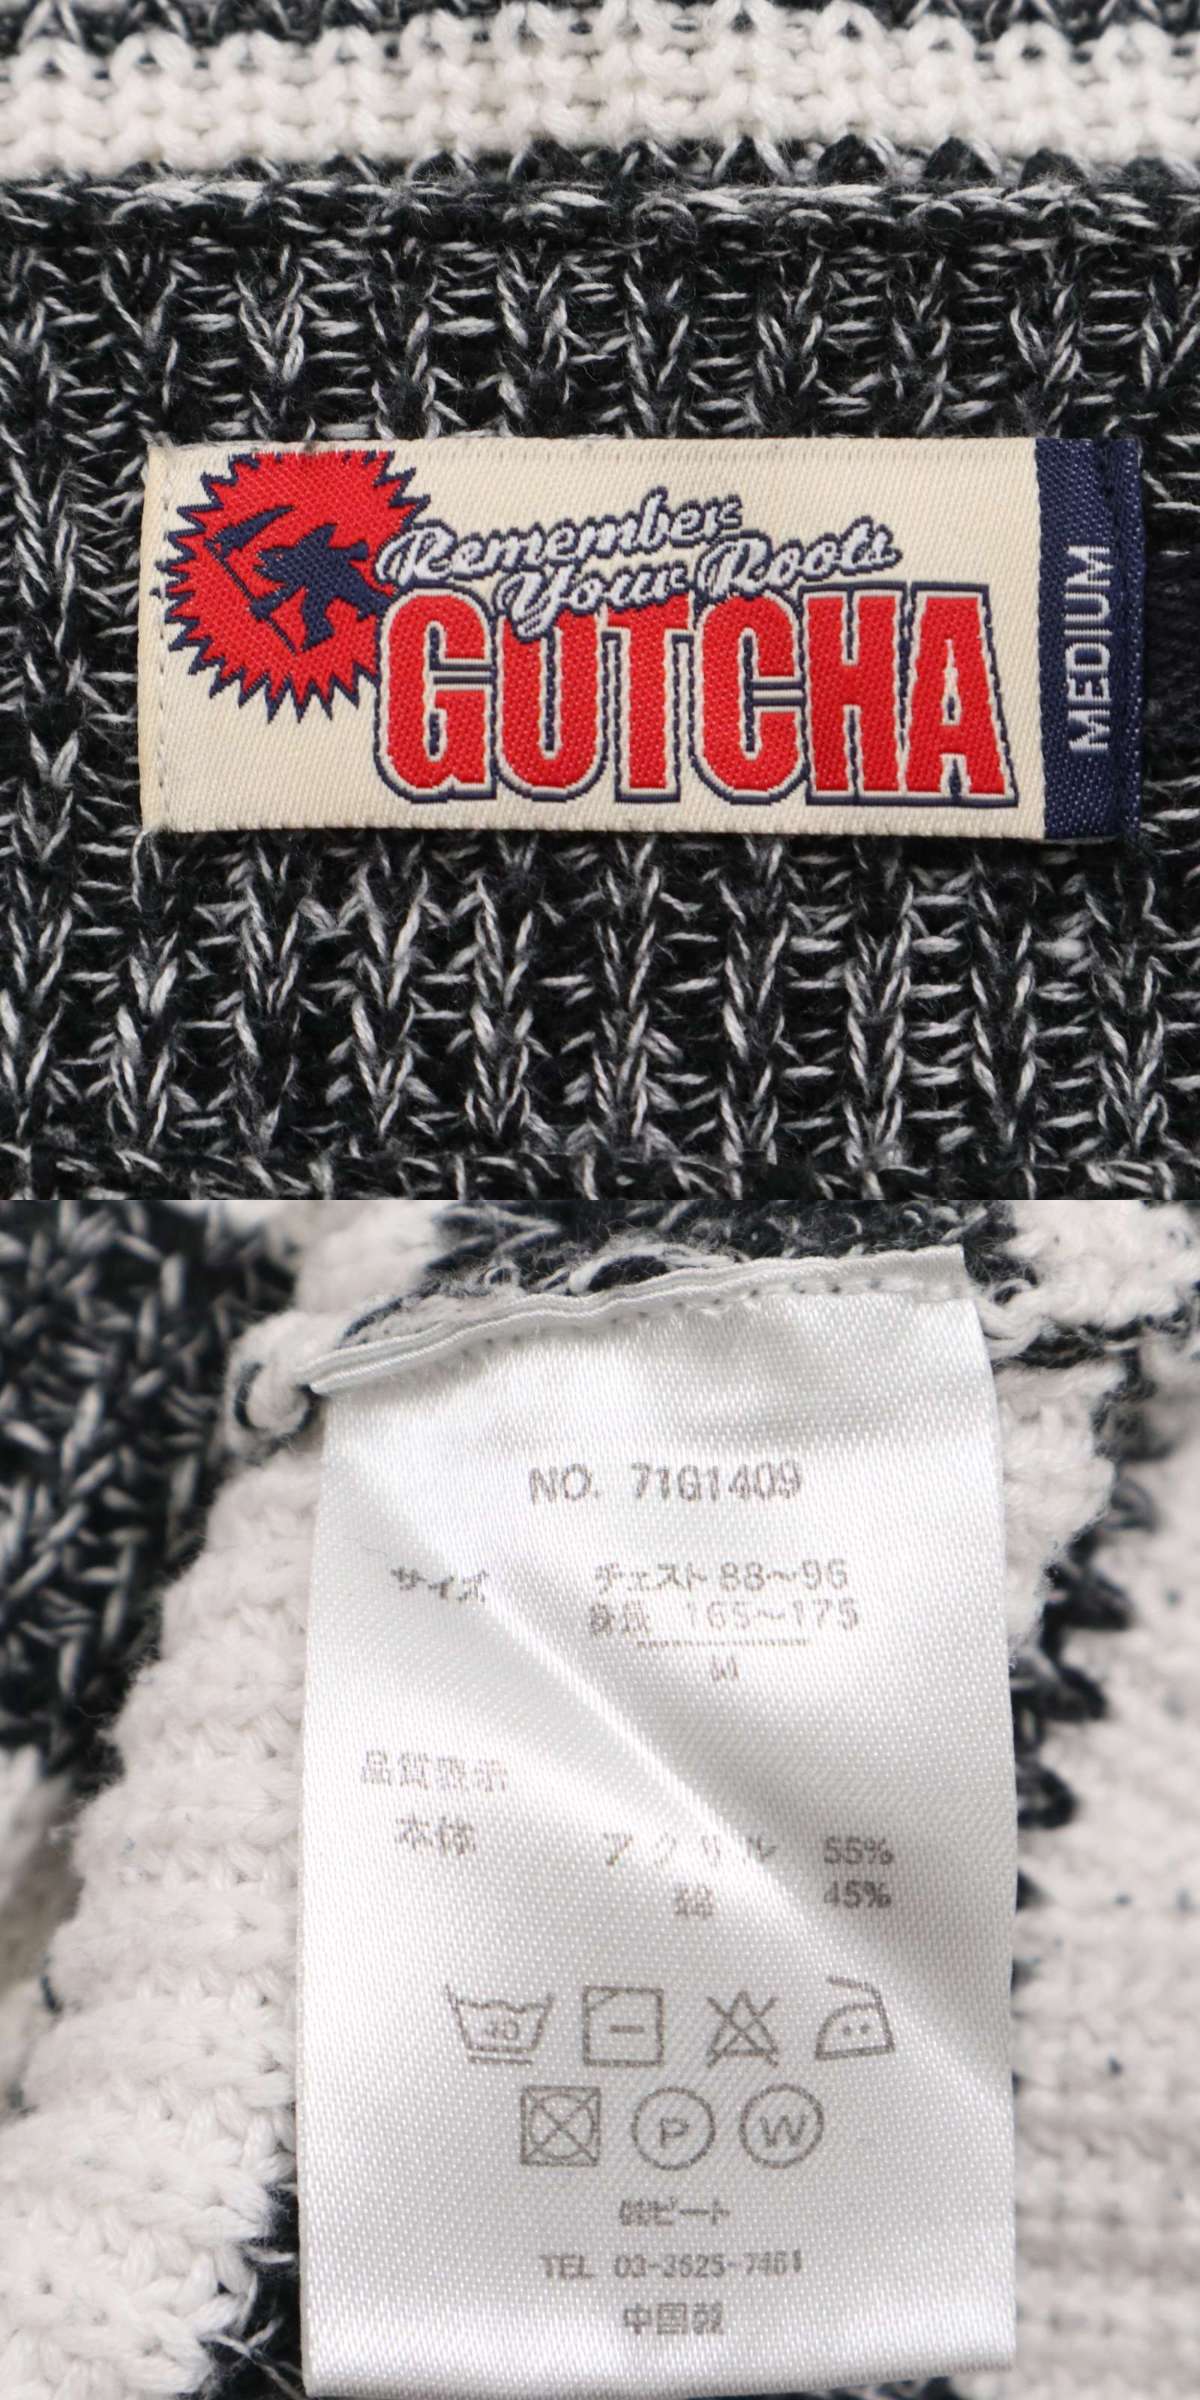 Remember
Your Roots
GUTCHA
MEDIUM
NO. 71G1409
サイズ チェスト 88〜96
身長 165〜175
M
品質表示
本体 アクリル 55%
綿 45%
40
P W
㈱ビート
TEL 03-3625-7461
中国製